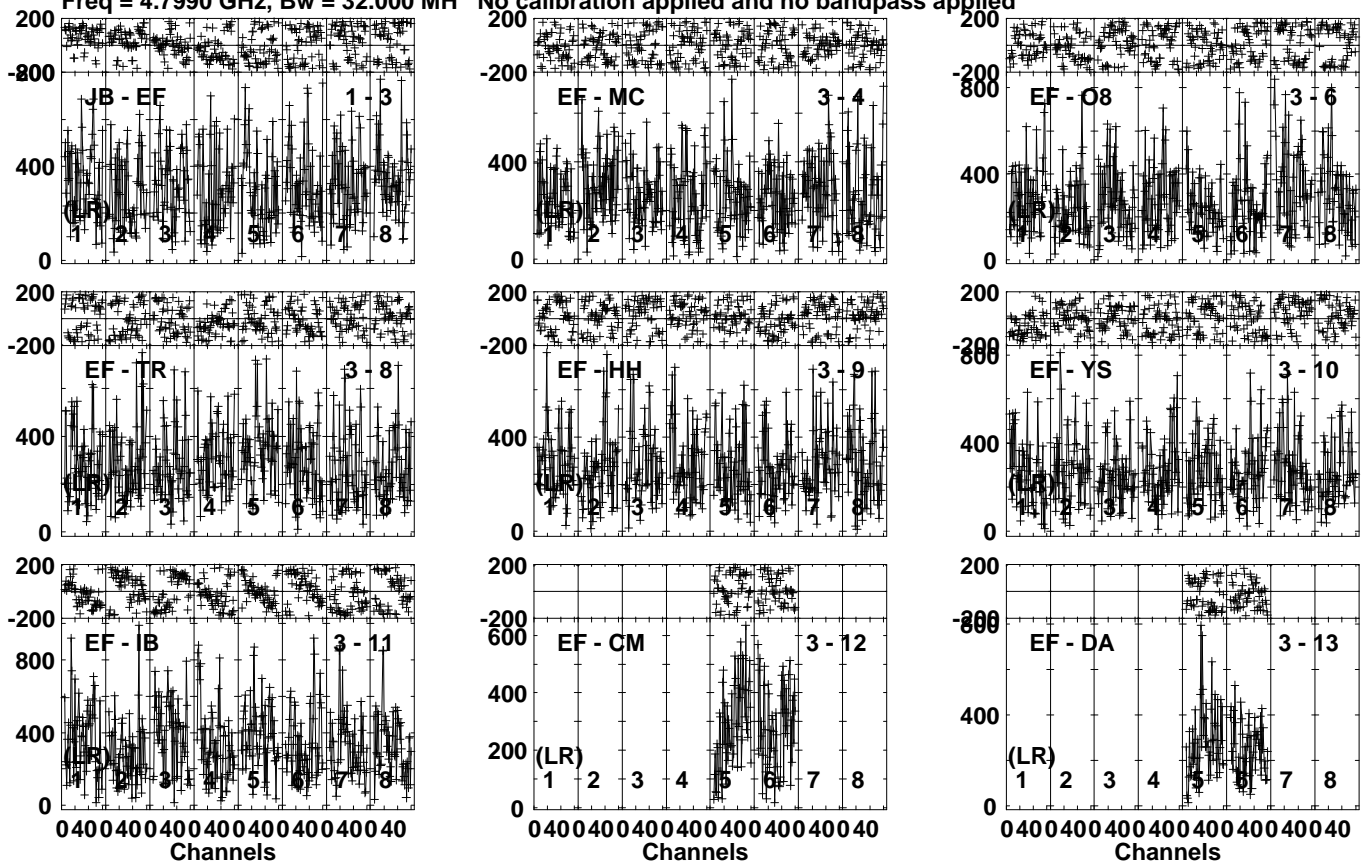 Freq = 4.7990 GHz, Bw = 32.000 MH No calibration applied and no bandpass applied
200 200 200
-200 -200 -200
800
JB - EF 1 - 3 EF - MC 3 - 4 EF - O8 3 - 6
400 400 400
(LR) (LR) (LR)
1 2 3 4 5 6 7 8 1 2 3 4 5 6 7 8 1 2 3 4 5 6 7 8
0 0 0
200 200 200
-200 -200 -200
800
EF - TR 3 - 8 EF - HH 3 - 9 EF - YS 3 - 10
400 400 400
(LR) (LR) (LR)
1 2 3 4 5 6 7 8 1 2 3 4 5 6 7 8 1 2 3 4 5 6 7 8
0 0 0
200 200 200
-200 -200 -200
EF - IB 3 - 11 EF - CM 3 - 12 EF - DA 3 - 13
800 600 800
400 400 400
200
(LR) (LR) (LR)
1 2 3 4 5 6 7 8 1 2 3 4 5 6 7 8 1 2 3 4 5 6 7 8
0 0 0
0 40 0 40 0 40 0 40 0 40 0 40 0 40 0 40 0 40 0 40 0 40 0 40 0 40 0 40 0 40 0 40 0 40 0 40 0 40 0 40 0 40 0 40 0 40 0 40
Channels Channels Channels